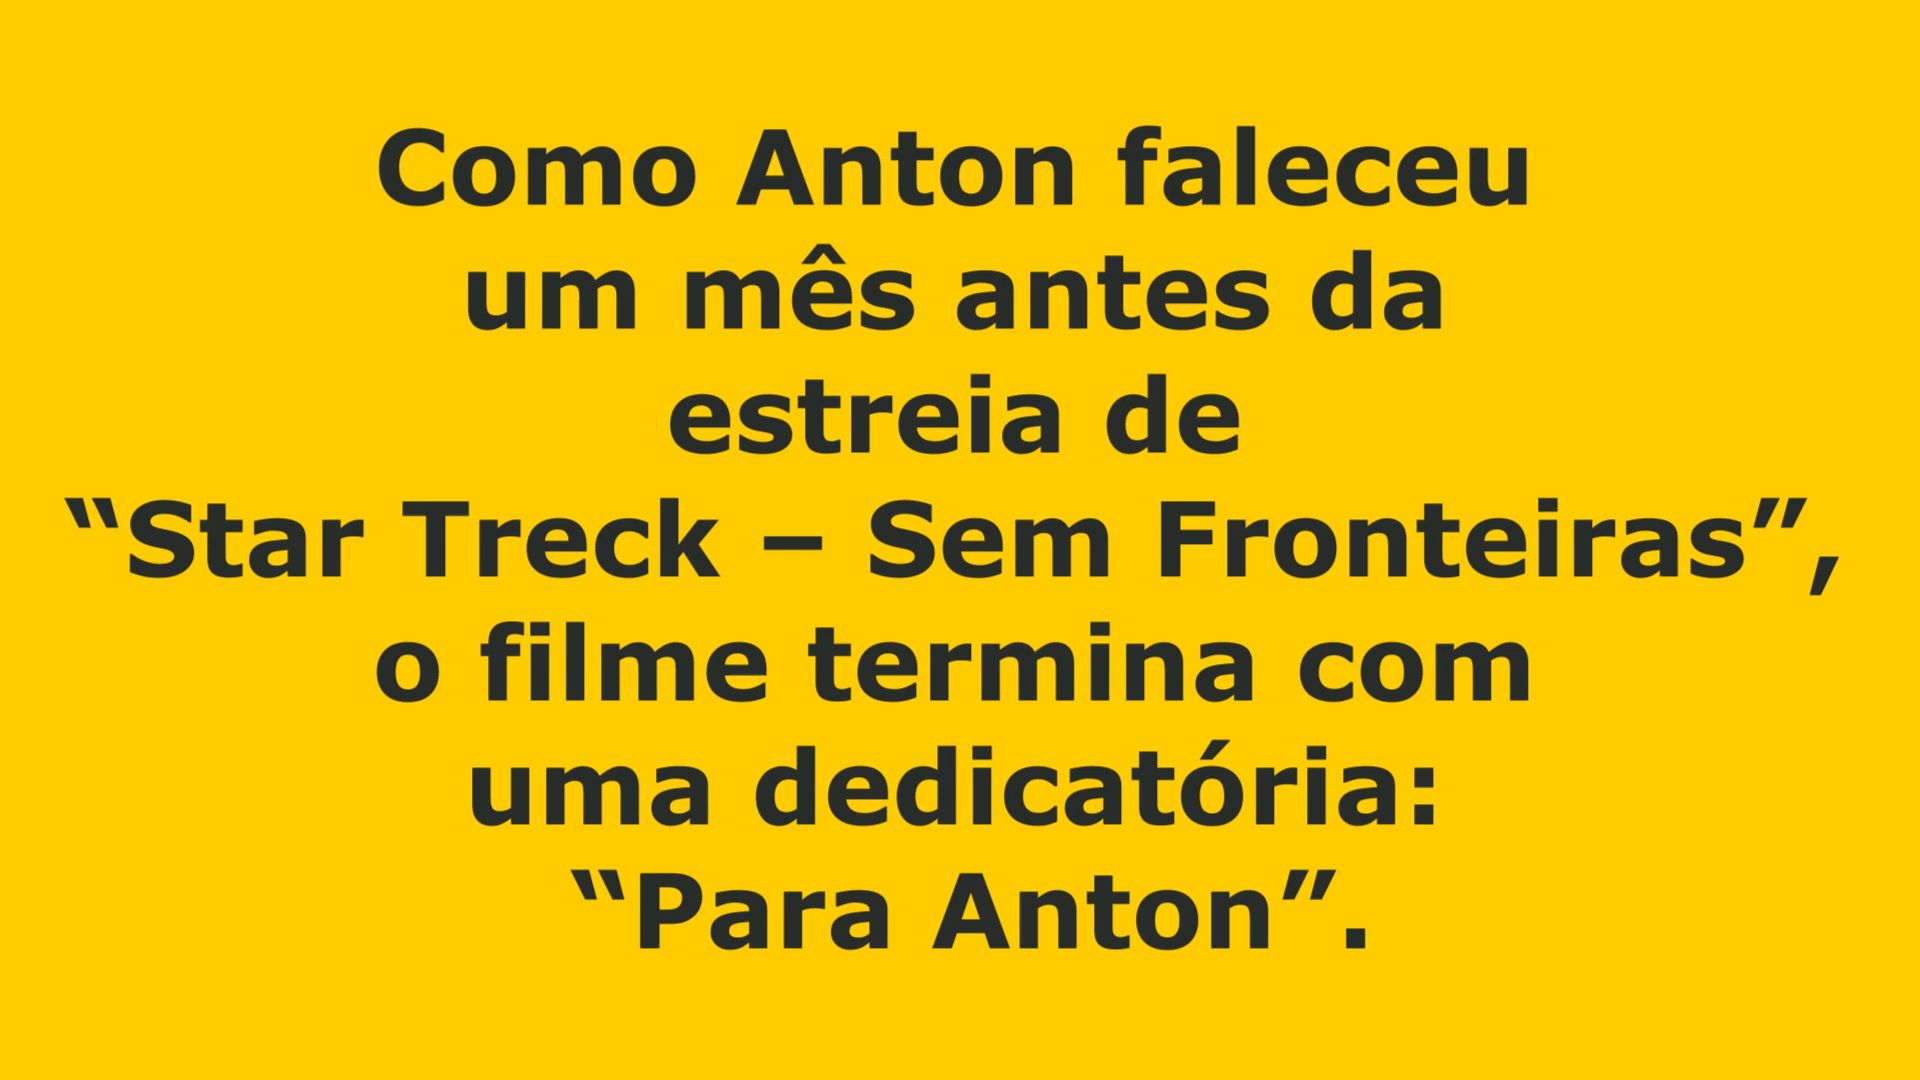 Como Anton faleceu
um mês antes da
estreia de
“Star Treck – Sem Fronteiras”,
o filme termina com
uma dedicatória:
“Para Anton”.